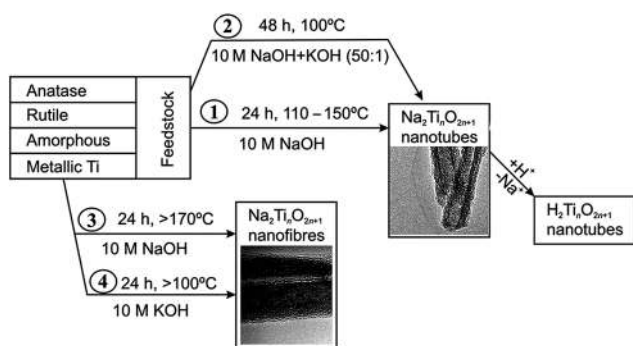 ② 48 h, 100ºC
10 M NaOH+KOH (50:1)
Anatase
Rutile
Amorphous
Metallic Ti
Feedstock
① 24 h, 110 – 150ºC
10 M NaOH
Na₂TiₙO₂ₙ₊₁
nanotubes
+H⁺
-Na⁺
H₂TiₙO₂ₙ₊₁
nanotubes
③ 24 h, >170ºC
10 M NaOH
④ 24 h, >100ºC
10 M KOH
Na₂TiₙO₂ₙ₊₁
nanofibres